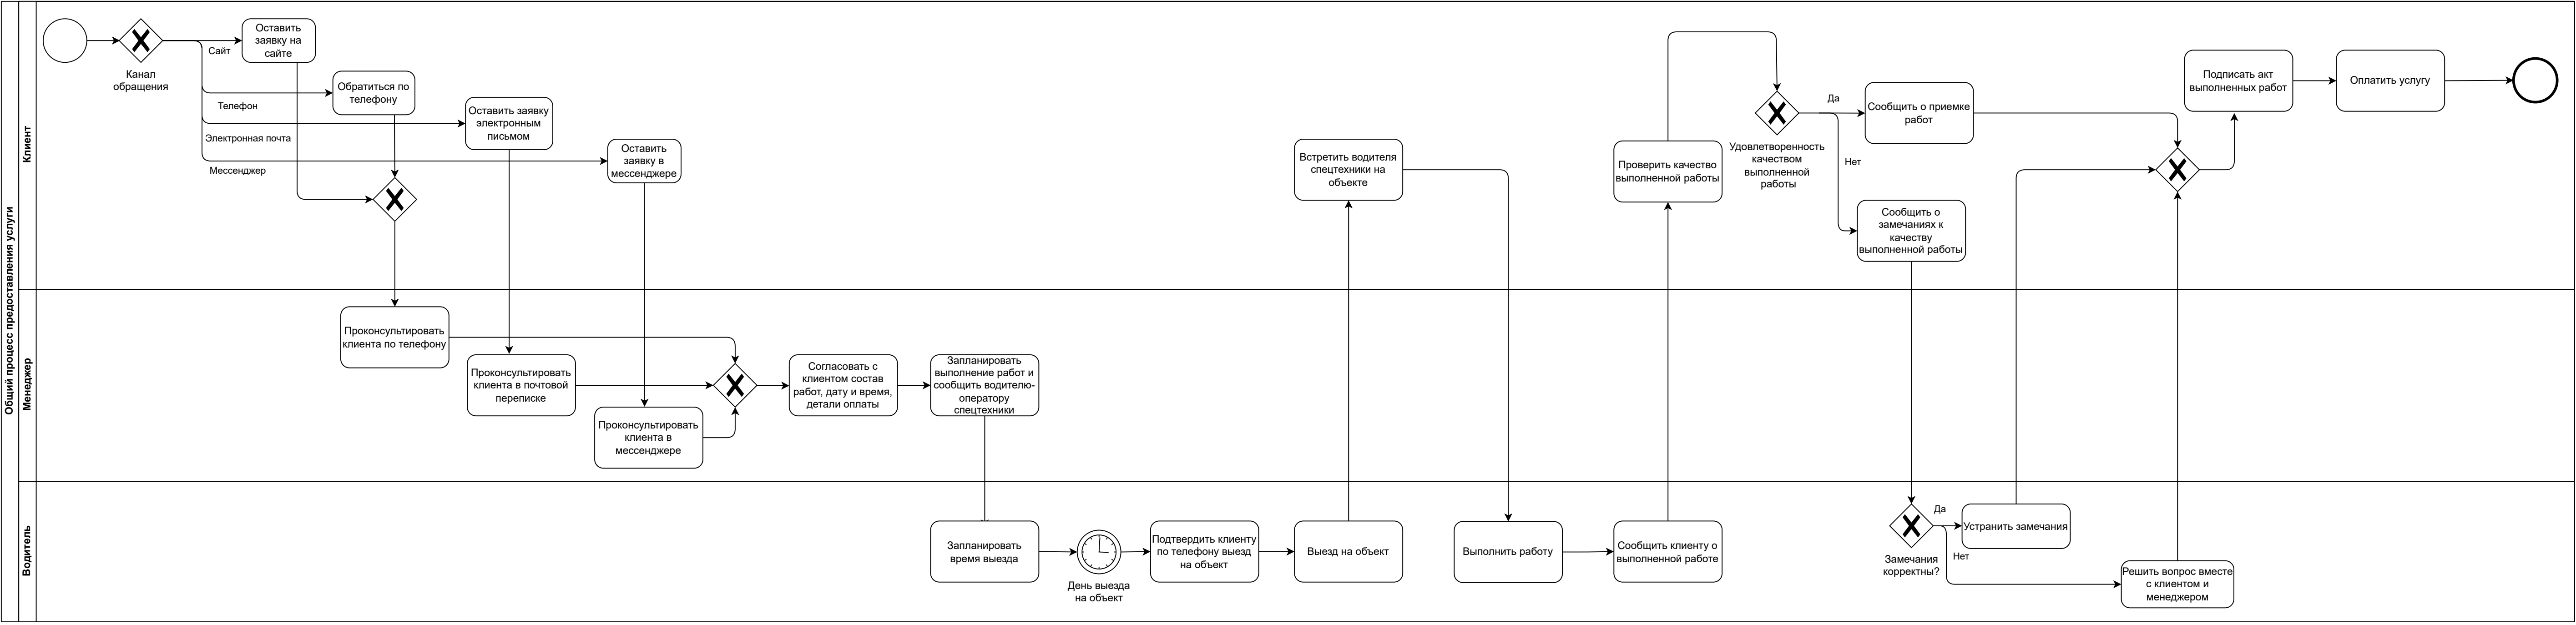 Общий процесс предоставления услуги
Клиент
Менеджер
Водитель
Канал
обращения
Сайт
Телефон
Электронная почта
Мессенджер
Оставить
заявку на
сайте
Обратиться по
телефону
Оставить заявку
электронным
письмом
Оставить
заявку в
мессенджере
Проконсультировать
клиента по телефону
Проконсультировать
клиента в почтовой
переписке
Проконсультировать
клиента в
мессенджере
Согласовать с
клиентом состав
работ, дату и время,
детали оплаты
Запланировать
выполнение работ и
сообщить водителю-
оператору
спецтехники
Запланировать
время выезда
День выезда
на объект
Подтвердить клиенту
по телефону выезд
на объект
Выезд на объект
Встретить водителя
спецтехники на
объекте
Выполнить работу
Сообщить клиенту о
выполненной работе
Проверить качество
выполненной работы
Удовлетворенность
качеством
выполненной
работы
Да
Нет
Сообщить о приемке
работ
Сообщить о
замечаниях к
качеству
выполненной работы
Замечания
корректны?
Да
Нет
Устранить замечания
Решить вопрос вместе
с клиентом и
менеджером
Подписать акт
выполненных работ
Оплатить услугу